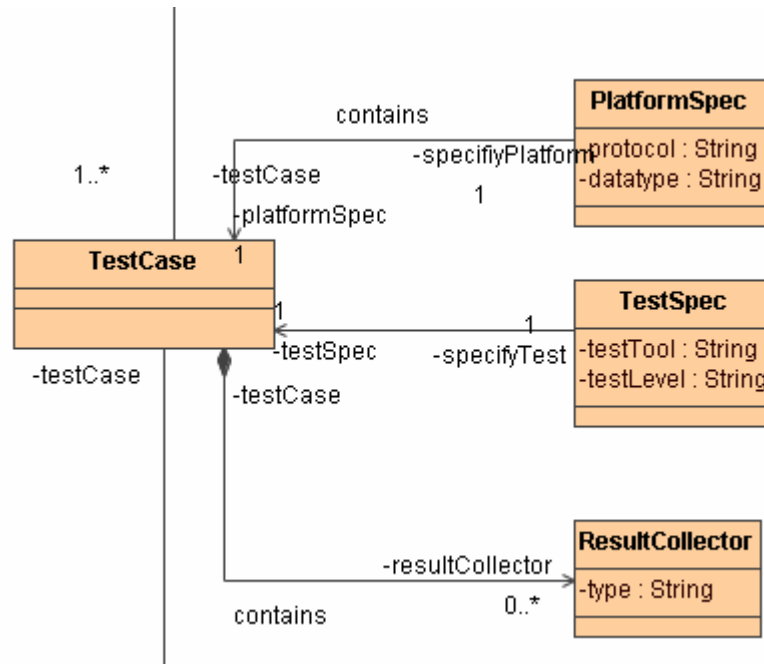 PlatformSpec
-protocol : String
-datatype : String
contains
-specifiyPlatform
1
1..*
-testCase
-platformSpec
1
TestCase
1
-testSpec
1
-specifyTest
TestSpec
-testTool : String
-testLevel : String
-testCase
-testCase
ResultCollector
-type : String
-resultCollector
0..*
contains